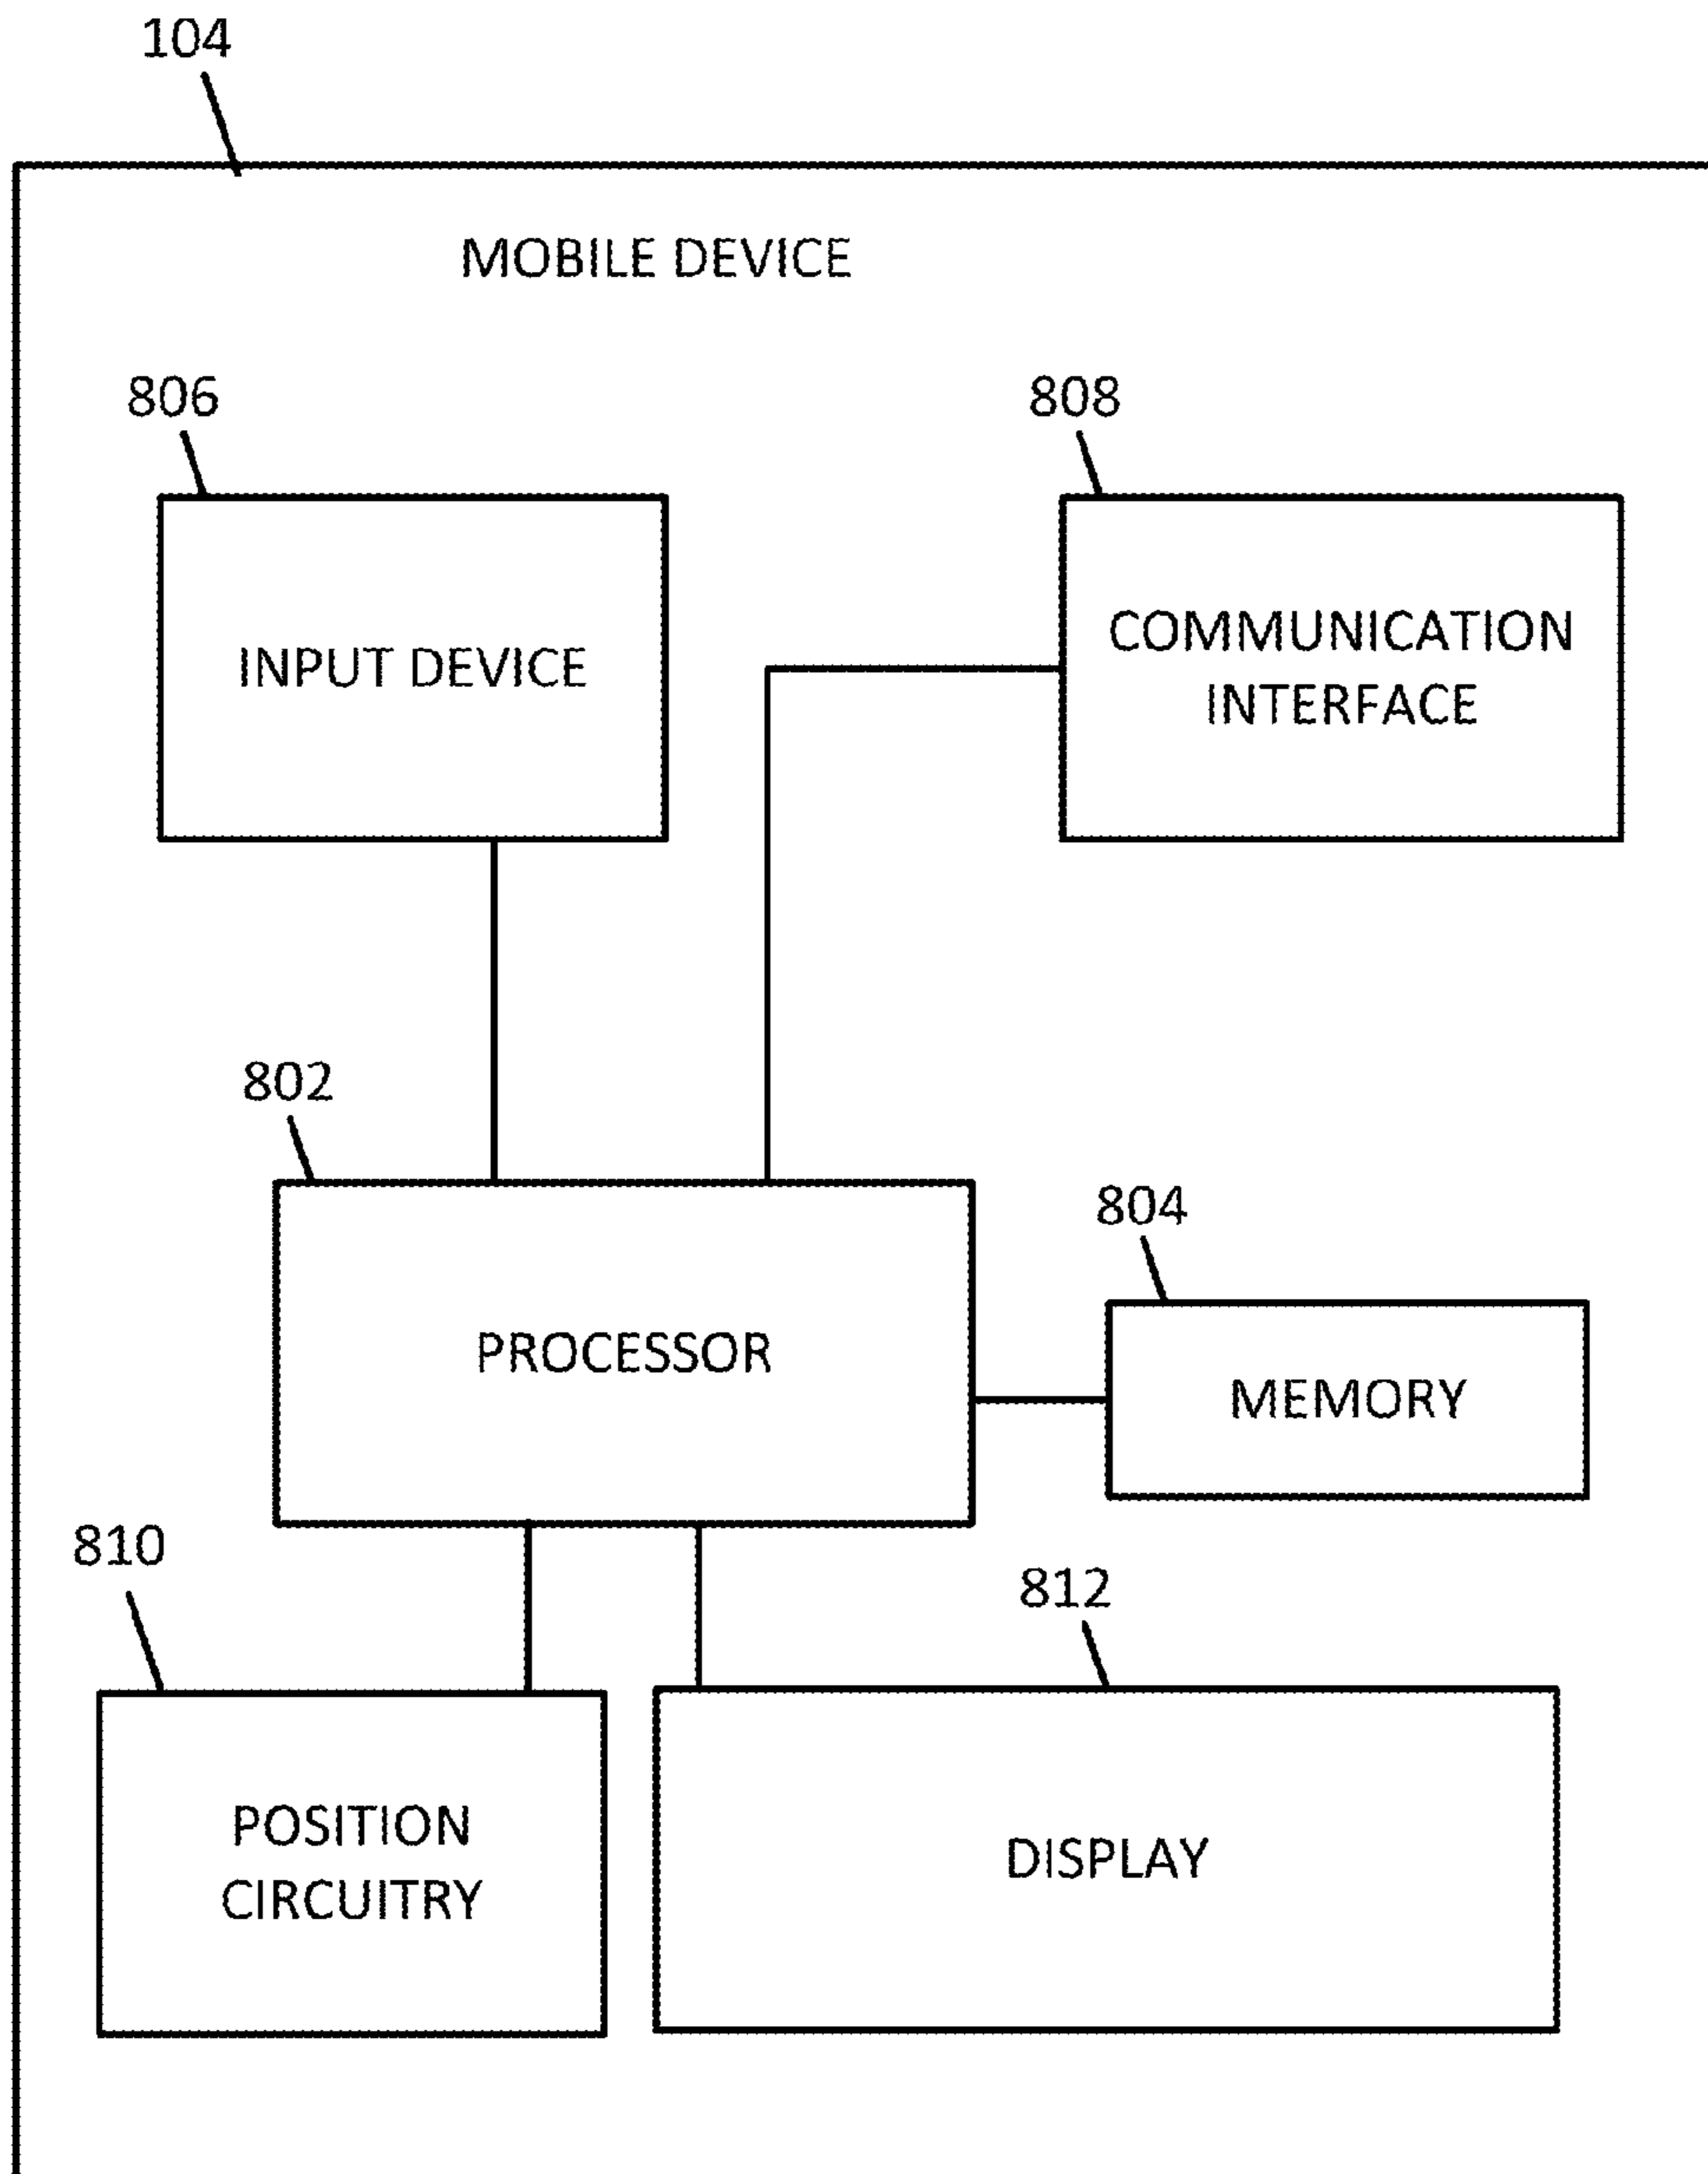 104
MOBILE DEVICE
806
808
INPUT DEVICE
COMMUNICATION
INTERFACE
802
804
PROCESSOR
MEMORY
810
812
POSITION
CIRCUITRY
DISPLAY